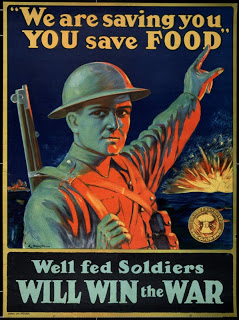 "We are saving you
YOU save FOOD"
Well fed Soldiers
WILL WIN the WAR